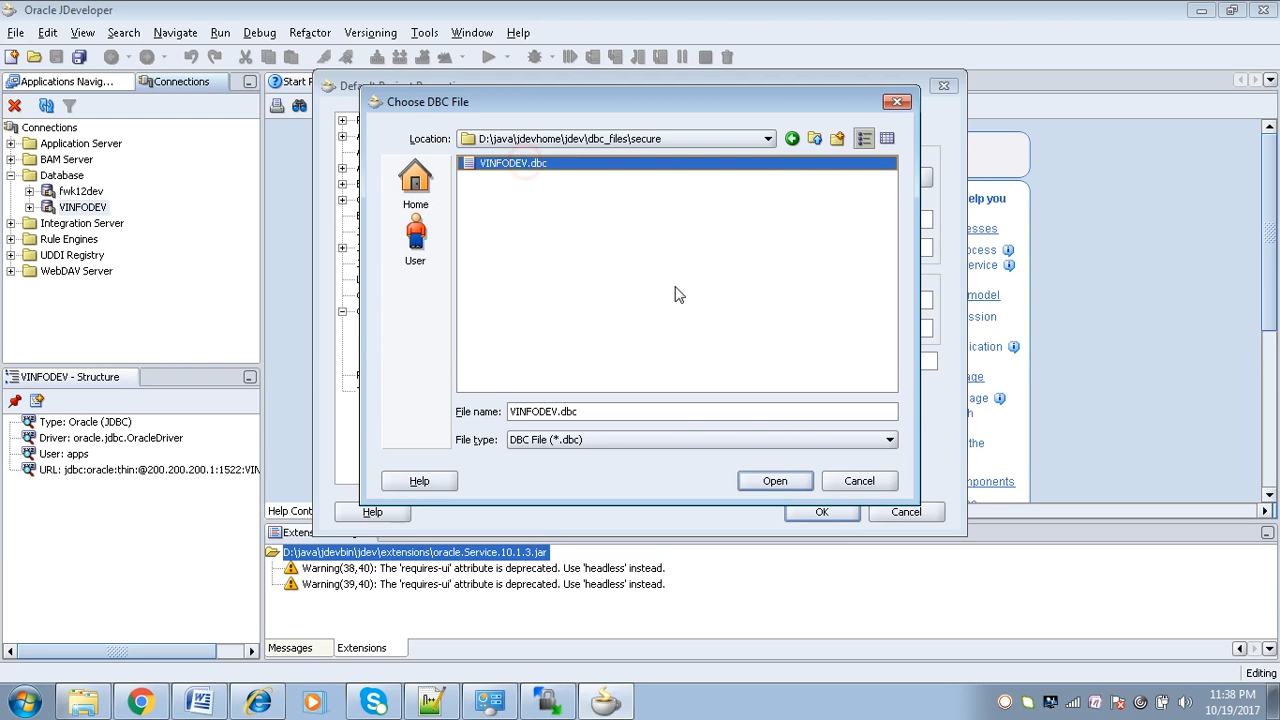 Oracle JDeveloper
File Edit View Search Navigate Run Debug Refactor Versioning Tools Window Help
Applications Navig... Connections
Start
Connections
Application Server
BAM Server
Database
fwk12dev
VINFODEV
Integration Server
Rule Engines
UDDI Registry
WebDAV Server
VINFODEV - Structure
Type: Oracle (JDBC)
Driver: oracle.jdbc.OracleDriver
User: apps
URL: jdbc:oracle:thin:@200.200.200.1:1522:VIN
Choose DBC File
Location: D:\java\jdevhome\jdev\dbc_files\secure
VINFODEV.dbc
Home
User
File name: VINFODEV.dbc
File type: DBC File (*.dbc)
Help Open Cancel
Help OK Cancel
elp you
esses
ocess
ervice
model
ssion
ication
age
age
the
onents
Help Cont
Extens
D:\java\jdevbin\jdev\extensions\oracle.Service.10.1.3.jar
Warning(38,40): The 'requires-ui' attribute is deprecated. Use 'headless' instead.
Warning(39,40): The 'requires-ui' attribute is deprecated. Use 'headless' instead.
Messages Extensions
Editing
11:38 PM
10/19/2017